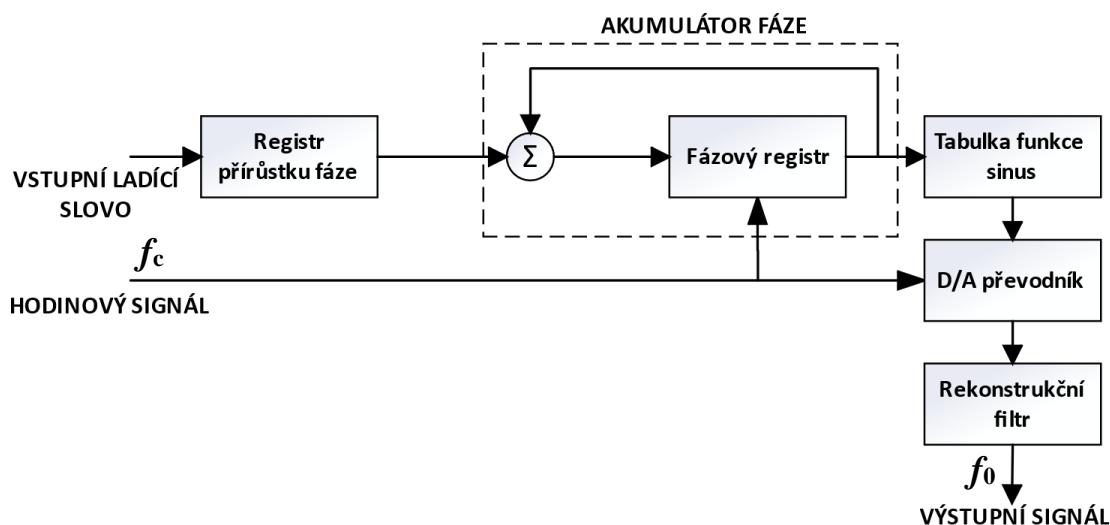 AKUMULÁTOR FÁZE
Registr
přírůstku fáze
Σ
Fázový registr
Tabulka funkce
sinus
VSTUPNÍ LADÍCÍ
SLOVO
fc
HODINOVÝ SIGNÁL
D/A převodník
Rekonstrukční
filtr
f0
VÝSTUPNÍ SIGNÁL